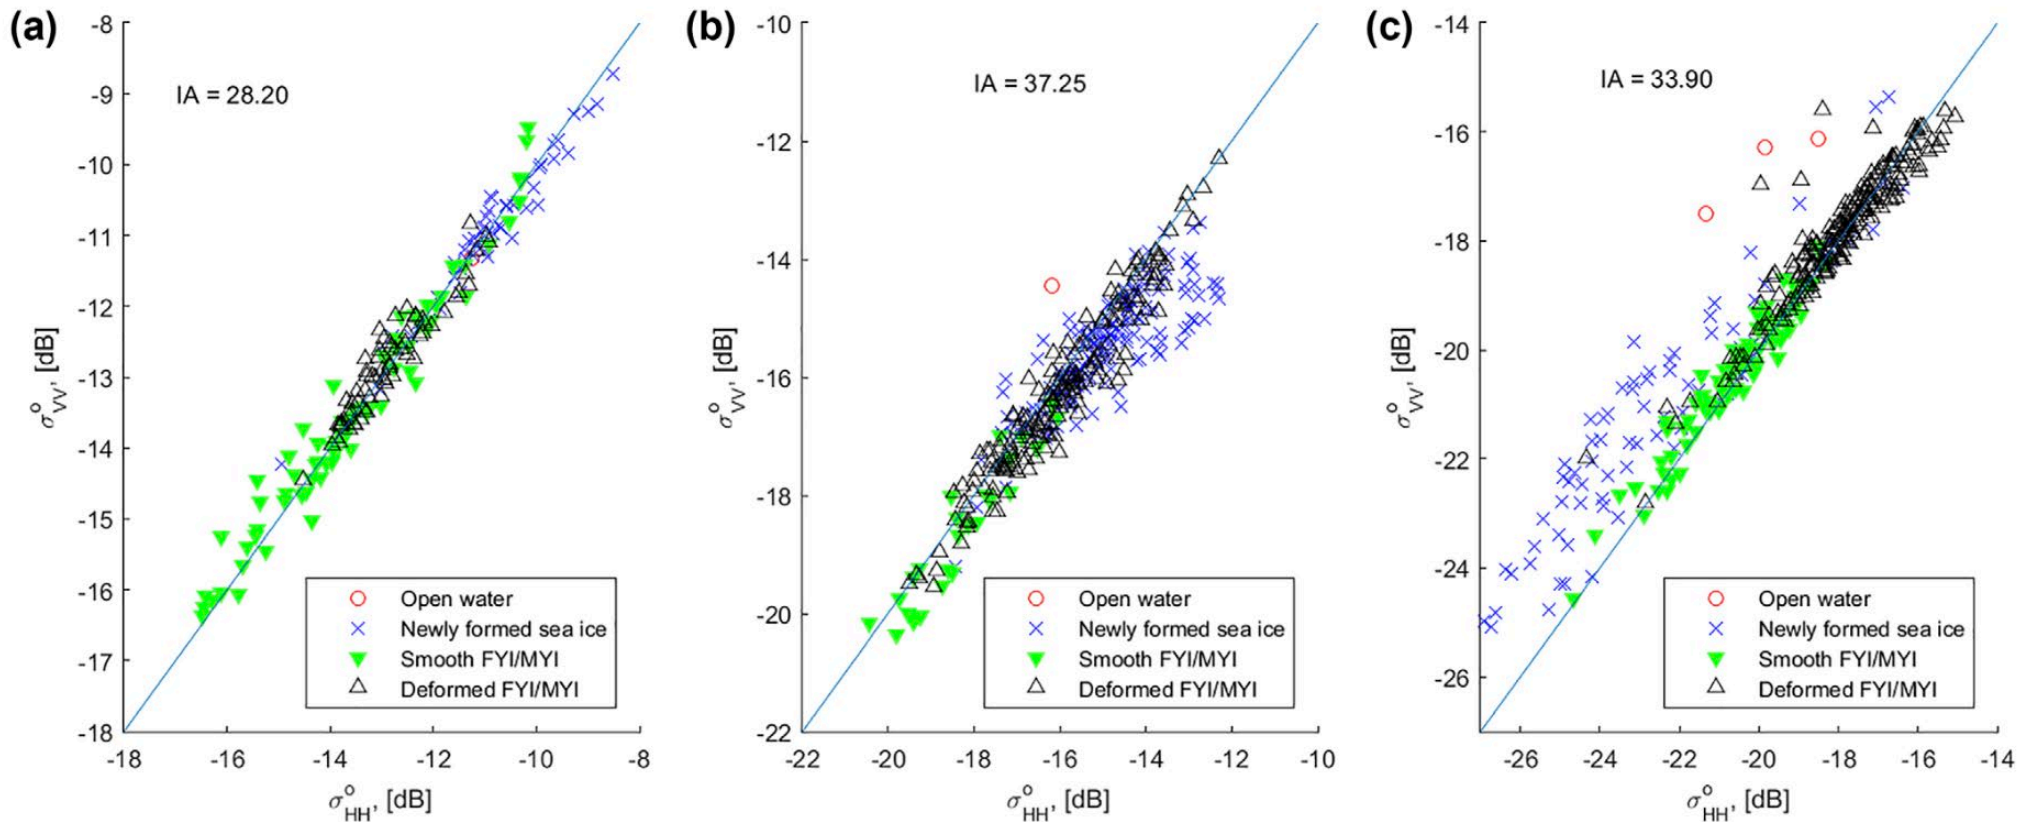 (a)
IA = 28.20
-8
-9
-10
-11
-12
-13
-14
-15
-16
-17
-18
σ°VV, [dB]
Open water
Newly formed sea ice
Smooth FYI/MYI
Deformed FYI/MYI
-18 -16 -14 -12 -10 -8
σ°HH, [dB]
(b)
IA = 37.25
-10
-12
-14
-16
-18
-20
-22
σ°VV, [dB]
Open water
Newly formed sea ice
Smooth FYI/MYI
Deformed FYI/MYI
-22 -20 -18 -16 -14 -12 -10
σ°HH, [dB]
(c)
IA = 33.90
-14
-16
-18
-20
-22
-24
-26
σ°VV, [dB]
Open water
Newly formed sea ice
Smooth FYI/MYI
Deformed FYI/MYI
-26 -24 -22 -20 -18 -16 -14
σ°HH, [dB]